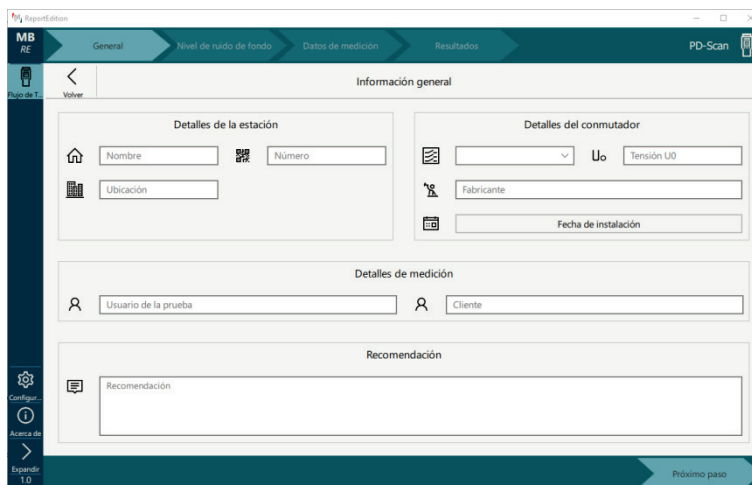 ReportEdition
MB
RE
General
Nivel de ruido de fondo
Datos de medición
Resultados
PD-Scan
Flujo de T...
Volver
Información general
Detalles de la estación
Nombre
Número
Ubicación
Detalles del conmutador
U₀
Tensión U0
Fabricante
Fecha de instalación
Detalles de medición
Usuario de la prueba
Cliente
Recomendación
Recomendación
Configur...
Acerca de
Expandir
1.0
Próximo paso